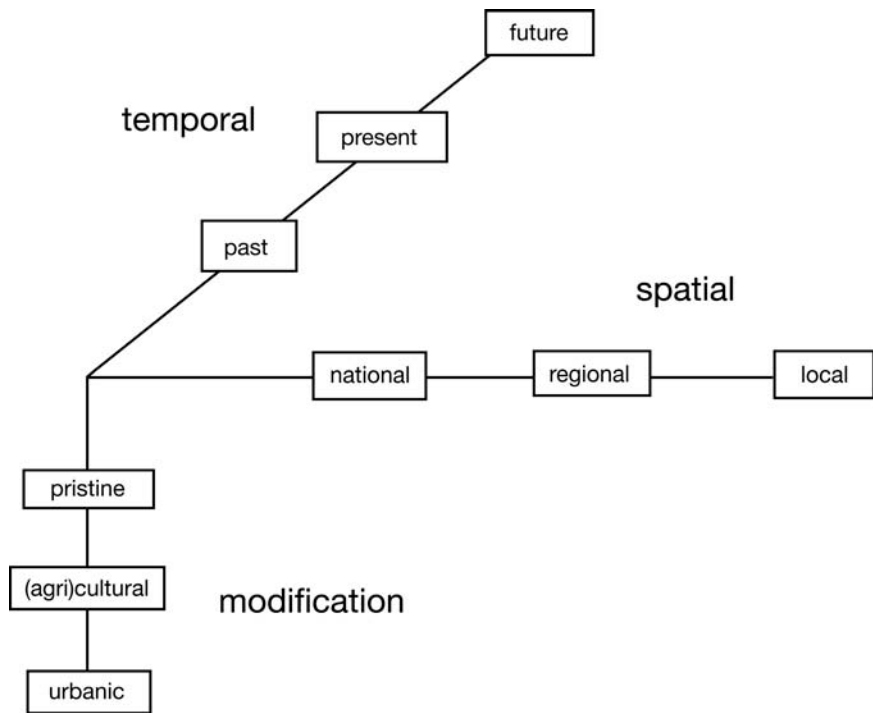 future
temporal
present
past
spatial
national
regional
local
pristine
(agri)cultural
modification
urbanic